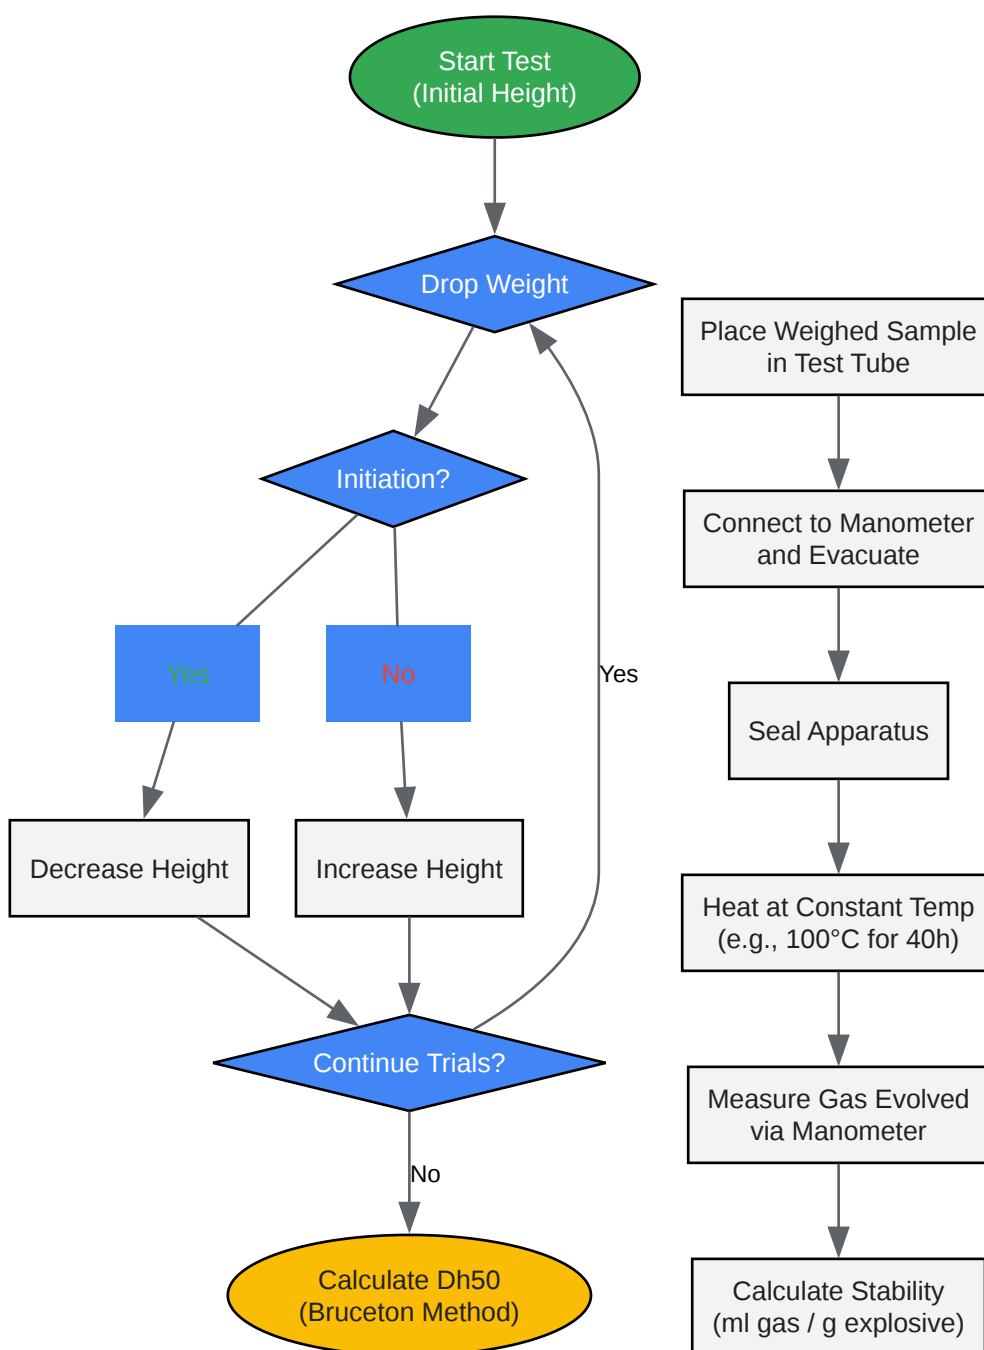 Start Test
(Initial Height)
Drop Weight
Initiation?
Yes
No
Decrease Height
Increase Height
Continue Trials?
Yes
No
Calculate Dh50
(Bruceton Method)
Place Weighed Sample
in Test Tube
Connect to Manometer
and Evacuate
Seal Apparatus
Heat at Constant Temp
(e.g., 100°C for 40h)
Measure Gas Evolved
via Manometer
Calculate Stability
(ml gas / g explosive)